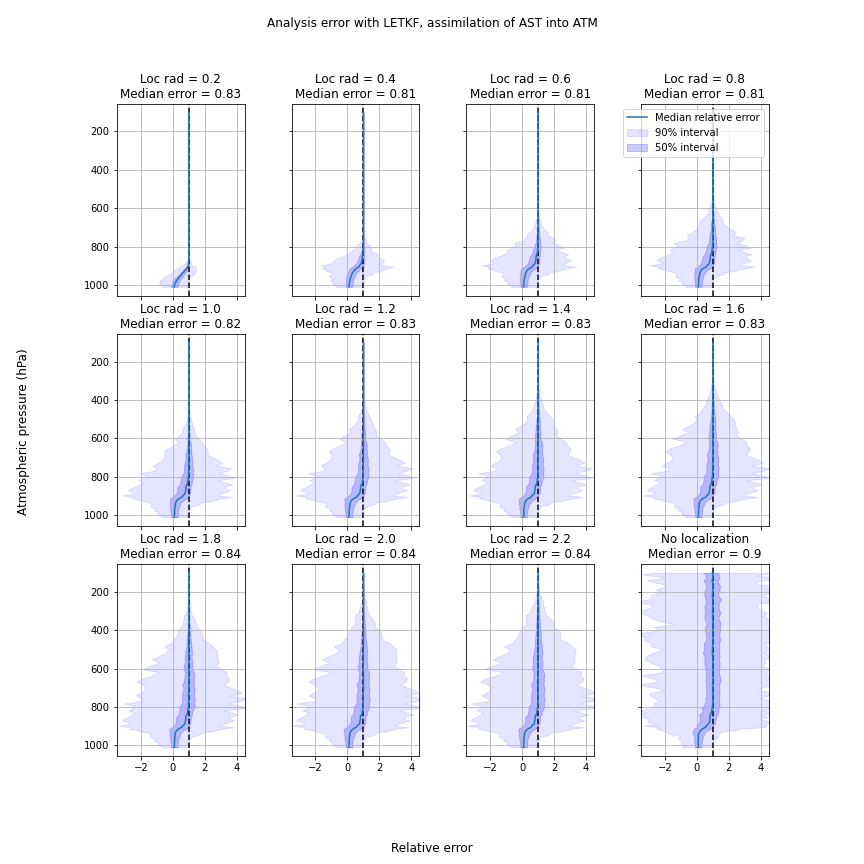 Analysis error with LETKF, assimilation of AST into ATM
Loc rad = 0.2
Median error = 0.83
Loc rad = 0.4
Median error = 0.81
Loc rad = 0.6
Median error = 0.81
Loc rad = 0.8
Median error = 0.81
Median relative error
90% interval
50% interval
200
400
600
800
1000
Loc rad = 1.0
Median error = 0.82
Loc rad = 1.2
Median error = 0.83
Loc rad = 1.4
Median error = 0.83
Loc rad = 1.6
Median error = 0.83
200
400
600
800
1000
Loc rad = 1.8
Median error = 0.84
Loc rad = 2.0
Median error = 0.84
Loc rad = 2.2
Median error = 0.84
No localization
Median error = 0.9
200
400
600
800
1000
−2 0 2 4
−2 0 2 4
−2 0 2 4
−2 0 2 4
Atmospheric pressure (hPa)
Relative error